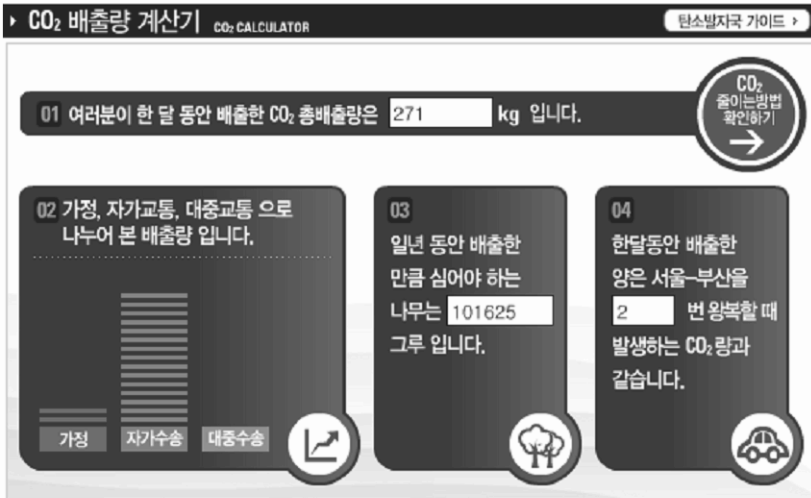 CO₂ 배출량 계산기 CO₂ CALCULATOR
탄소발자국 가이드 >
01 여러분이 한 달 동안 배출한 CO₂ 총배출량은 271 kg 입니다.
CO₂
줄이는방법
확인하기
02 가정, 자가교통, 대중교통 으로
나누어 본 배출량 입니다.
가정 자가수송 대중수송
03
일년 동안 배출한
만큼 심어야 하는
나무는 101625
그루 입니다.
04
한달동안 배출한
양은 서울-부산을
2 번 왕복할 때
발생하는 CO₂량과
같습니다.